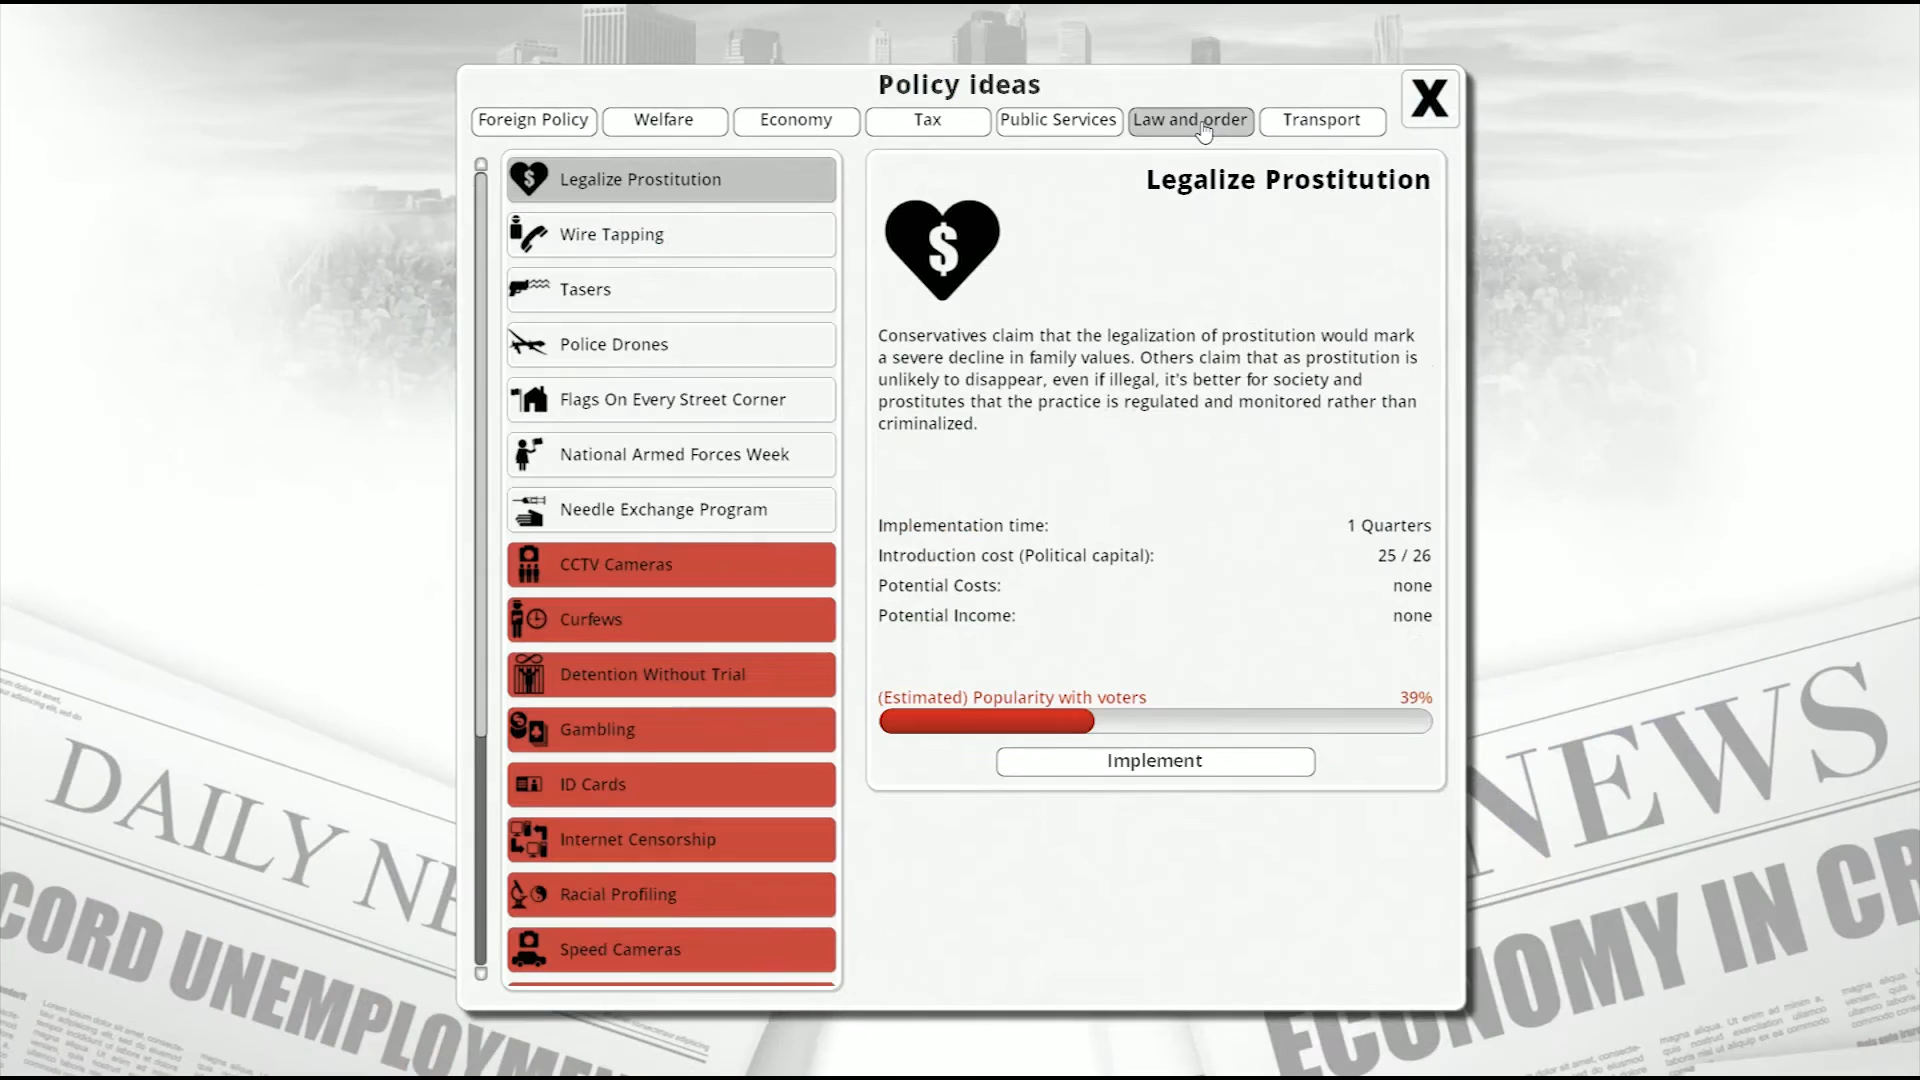 Policy ideas
X
Foreign Policy
Welfare
Economy
Tax
Public Services
Law and order
Transport
Legalize Prostitution
Wire Tapping
Tasers
Police Drones
Flags On Every Street Corner
National Armed Forces Week
Needle Exchange Program
CCTV Cameras
Curfews
Detention Without Trial
Gambling
ID Cards
Internet Censorship
Racial Profiling
Speed Cameras
Legalize Prostitution
$
Conservatives claim that the legalization of prostitution would mark
a severe decline in family values. Others claim that as prostitution is
unlikely to disappear, even if illegal, it's better for society and
prostitutes that the practice is regulated and monitored rather than
criminalized.
Implementation time: 1 Quarters
Introduction cost (Political capital): 25 / 26
Potential Costs: none
Potential Income: none
(Estimated) Popularity with voters 39%
Implement
DAILY NE
CORD UNEMPLOYME
NEWS
ECONOMY IN CR